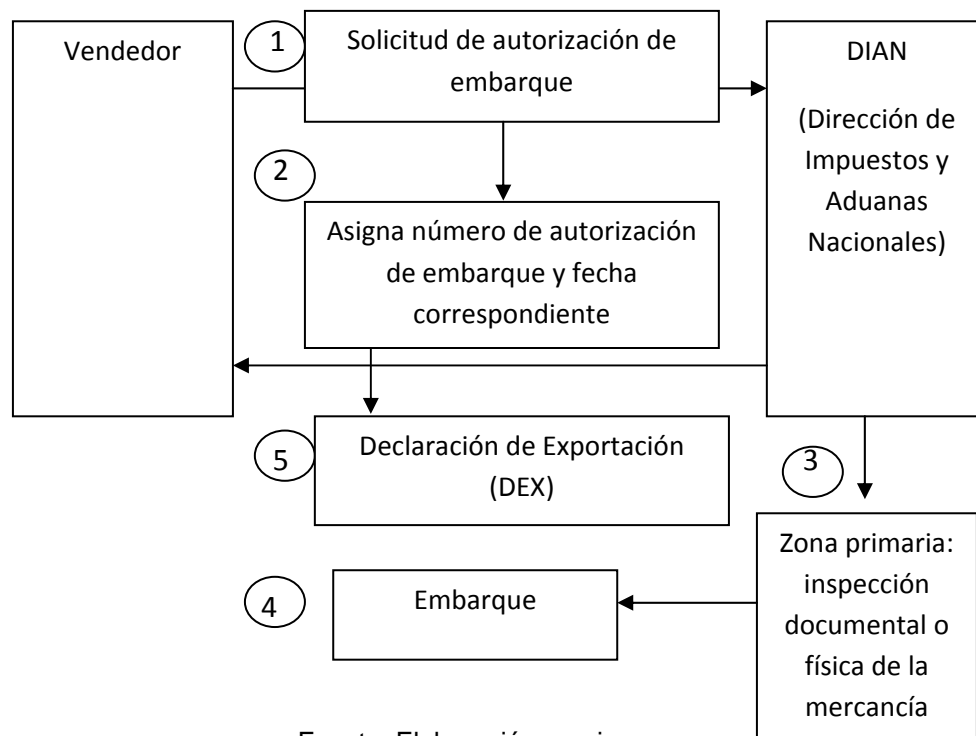 Vendedor
1
Solicitud de autorización de
embarque
DIAN
(Dirección de
Impuestos y
Aduanas
Nacionales)
2
Asigna número de autorización
de embarque y fecha
correspondiente
5
Declaración de Exportación
(DEX)
3
Zona primaria:
inspección
documental o
física de la
mercancía
4
Embarque